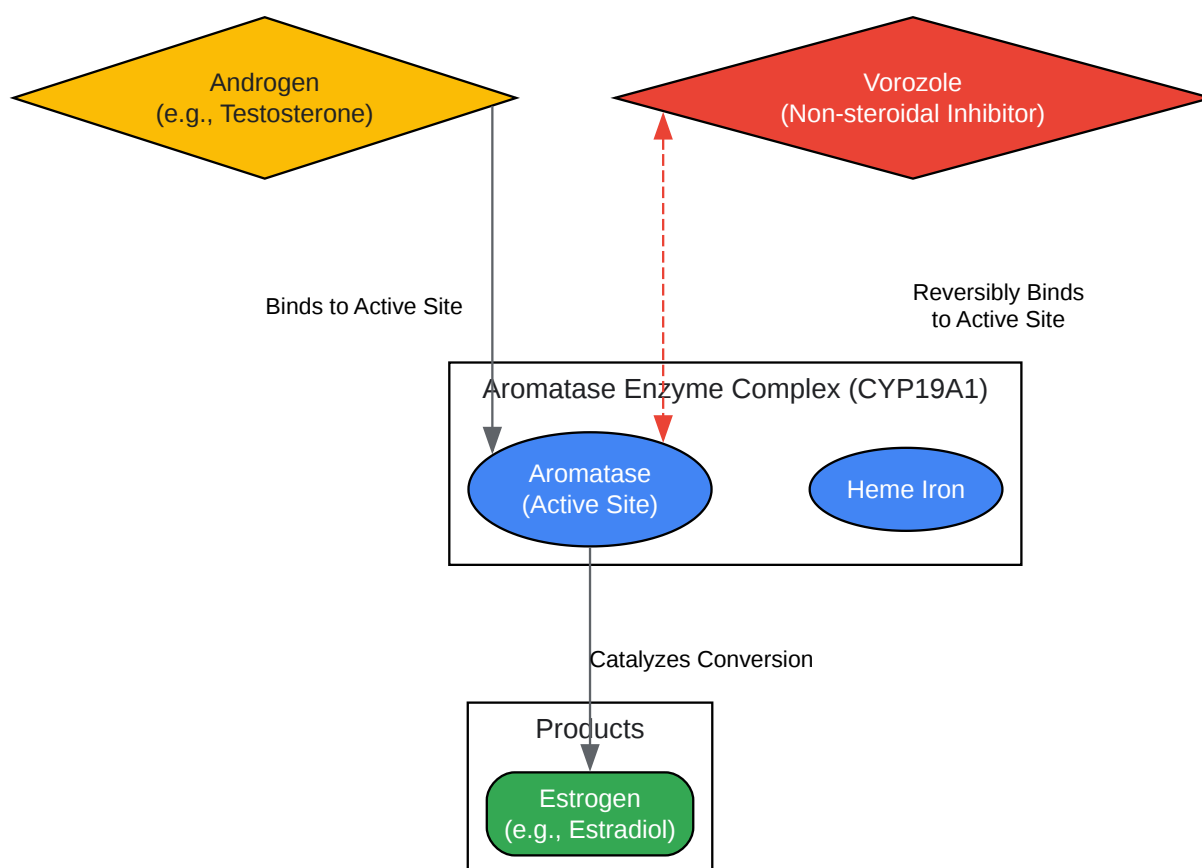 Androgen
(e.g., Testosterone)
Vorozole
(Non-steroidal Inhibitor)
Binds to Active Site
Reversibly Binds
to Active Site
Aromatase Enzyme Complex (CYP19A1)
Aromatase
(Active Site)
Heme Iron
Catalyzes Conversion
Products
Estrogen
(e.g., Estradiol)